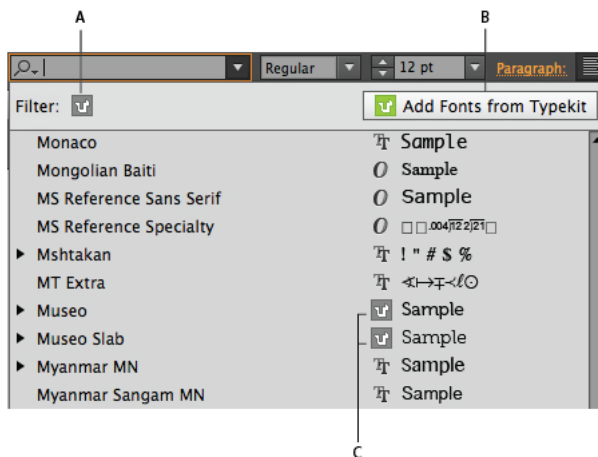 A B
Regular 12 pt Paragraph:
Filter: Add Fonts from Typekit
Monaco Sample
Mongolian Baiti Sample
MS Reference Sans Serif Sample
MS Reference Specialty
Mshtakan ! " # $ %
MT Extra
Museo Sample
Museo Slab Sample
Myanmar MN Sample
Myanmar Sangam MN Sample
C